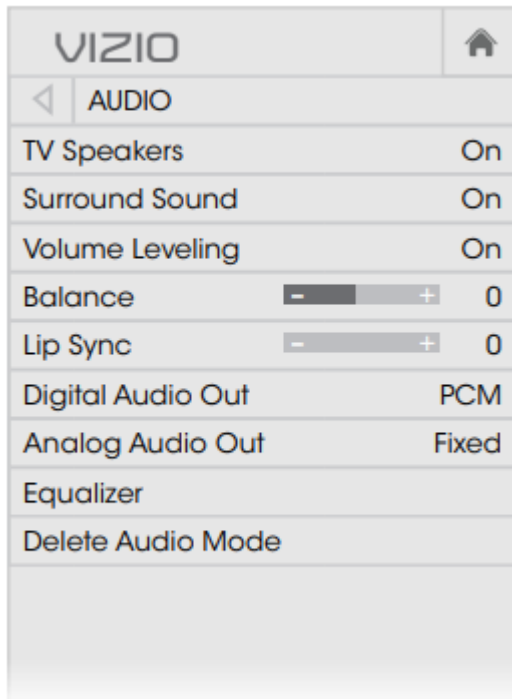 VIZIO
AUDIO
TV Speakers On
Surround Sound On
Volume Leveling On
Balance - + 0
Lip Sync - + 0
Digital Audio Out PCM
Analog Audio Out Fixed
Equalizer
Delete Audio Mode